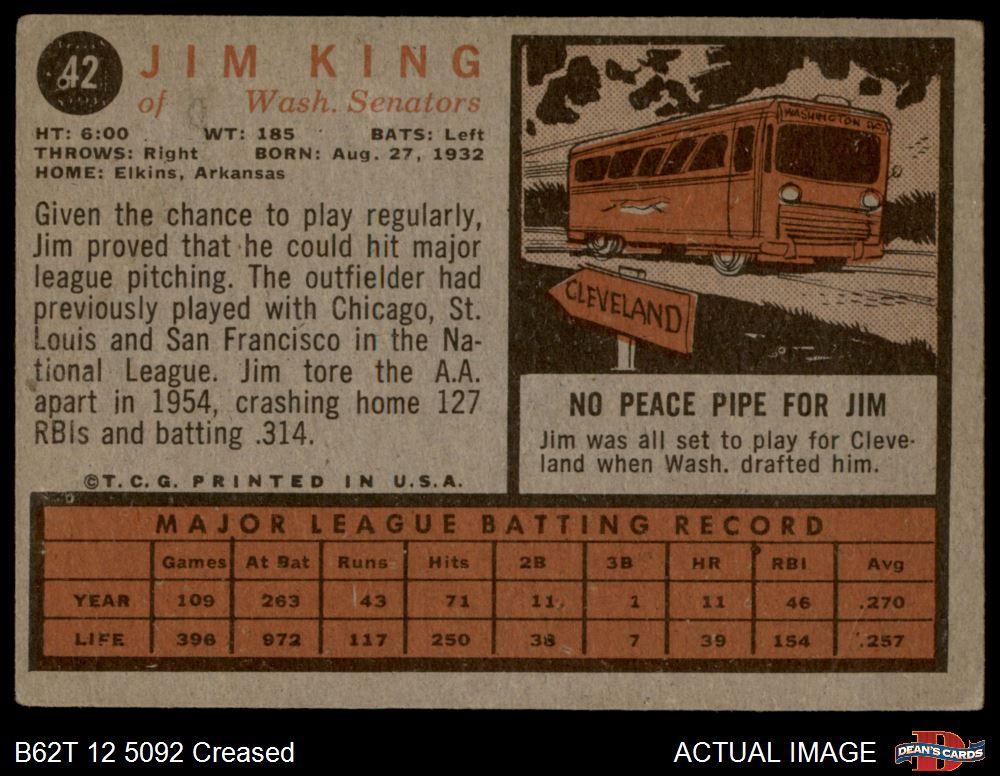 42
JIM KING
of Wash. Senators
HT: 6:00 WT: 185 BATS: Left
THROWS: Right BORN: Aug. 27, 1932
HOME: Elkins, Arkansas
Given the chance to play regularly,
Jim proved that he could hit major
league pitching. The outfielder had
previously played with Chicago, St.
Louis and San Francisco in the Na-
tional League. Jim tore the A.A.
apart in 1954, crashing home 127
RBIs and batting .314.
©T.C.G. PRINTED IN U.S.A.
WASHINGTON D.C.
CLEVELAND
NO PEACE PIPE FOR JIM
Jim was all set to play for Cleve-
land when Wash. drafted him.
MAJOR LEAGUE BATTING RECORD
Games At Bat Runs Hits 2B 3B HR RBI Avg
YEAR 109 263 43 71 11 1 11 46 .270
LIFE 396 972 117 250 38 7 39 154 .257
B62T 12 5092 Creased
ACTUAL IMAGE
DEAN'S CARDS